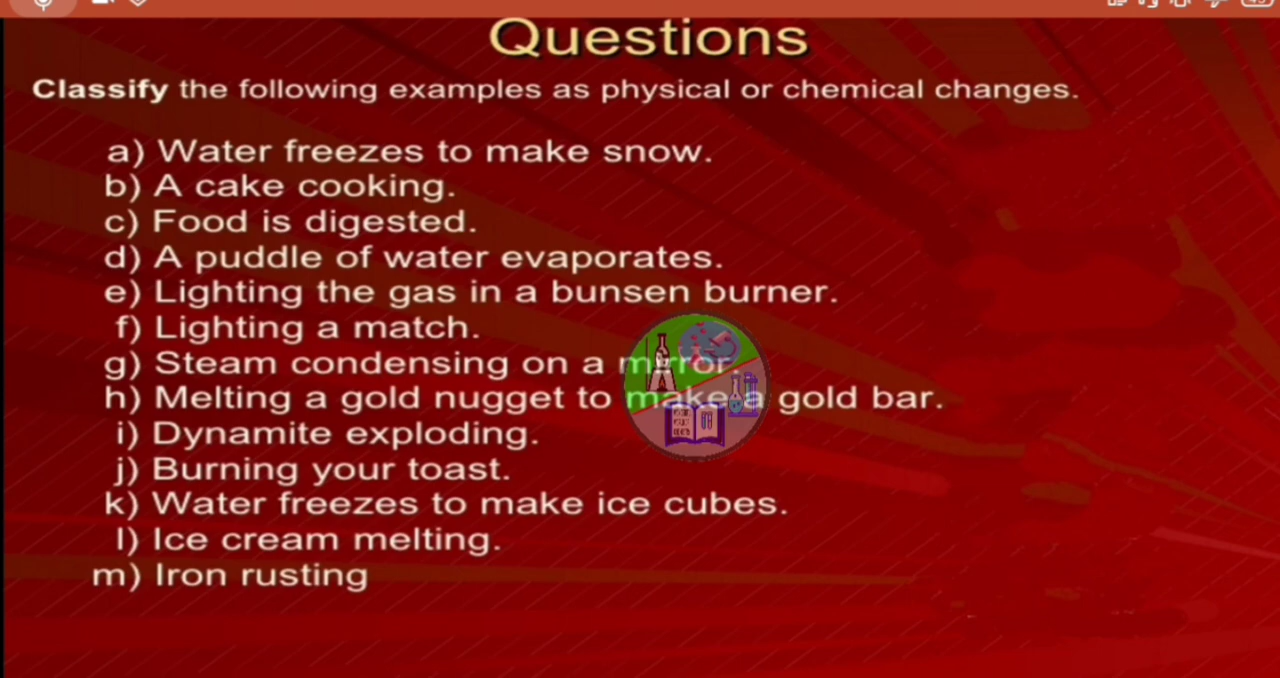 Questions
Classify the following examples as physical or chemical changes.
a) Water freezes to make snow.
b) A cake cooking.
c) Food is digested.
d) A puddle of water evaporates.
e) Lighting the gas in a bunsen burner.
f) Lighting a match.
g) Steam condensing on a mirror.
h) Melting a gold nugget to make a gold bar.
i) Dynamite exploding.
j) Burning your toast.
k) Water freezes to make ice cubes.
l) Ice cream melting.
m) Iron rusting